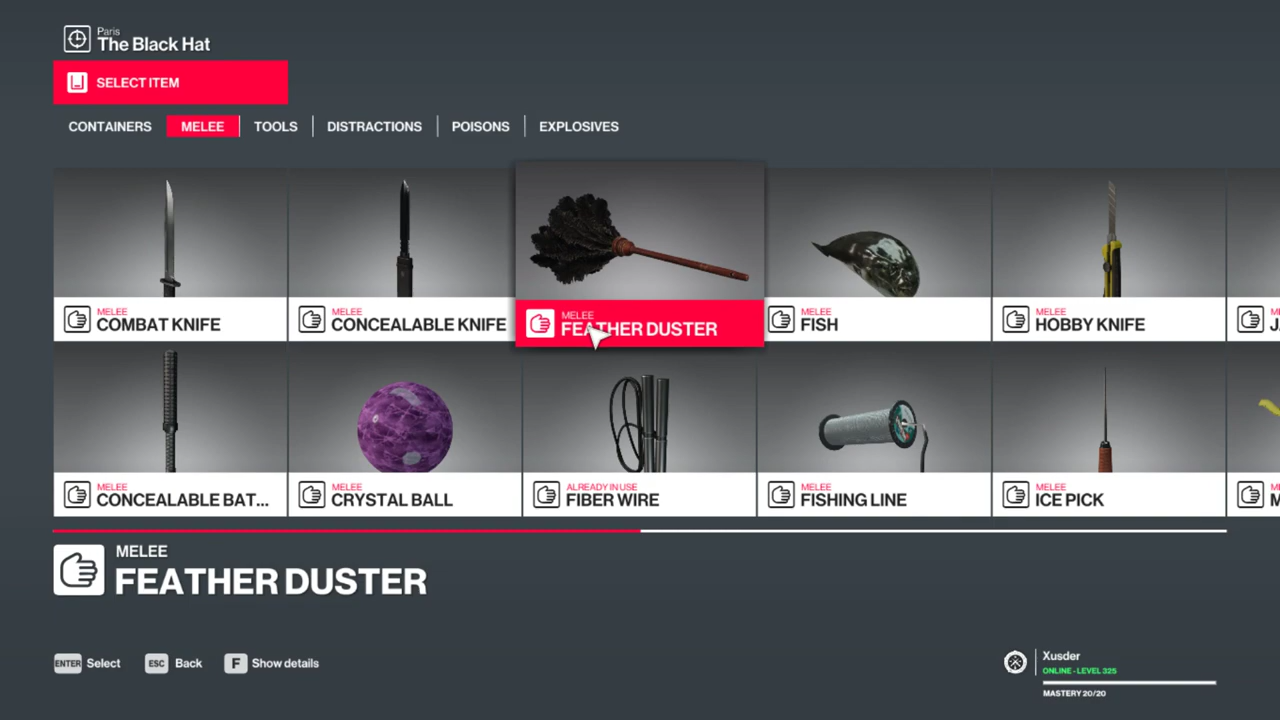 Paris
The Black Hat
SELECT ITEM
CONTAINERS MELEE TOOLS DISTRACTIONS POISONS EXPLOSIVES
MELEE
COMBAT KNIFE
MELEE
CONCEALABLE KNIFE
MELEE
FEATHER DUSTER
MELEE
FISH
MELEE
HOBBY KNIFE
MELEE
CONCEALABLE BAT...
MELEE
CRYSTAL BALL
ALREADY IN USE
FIBER WIRE
MELEE
FISHING LINE
MELEE
ICE PICK
MELEE
FEATHER DUSTER
ENTER Select ESC Back F Show details
Xusder
ONLINE - LEVEL 325
MASTERY 20/20